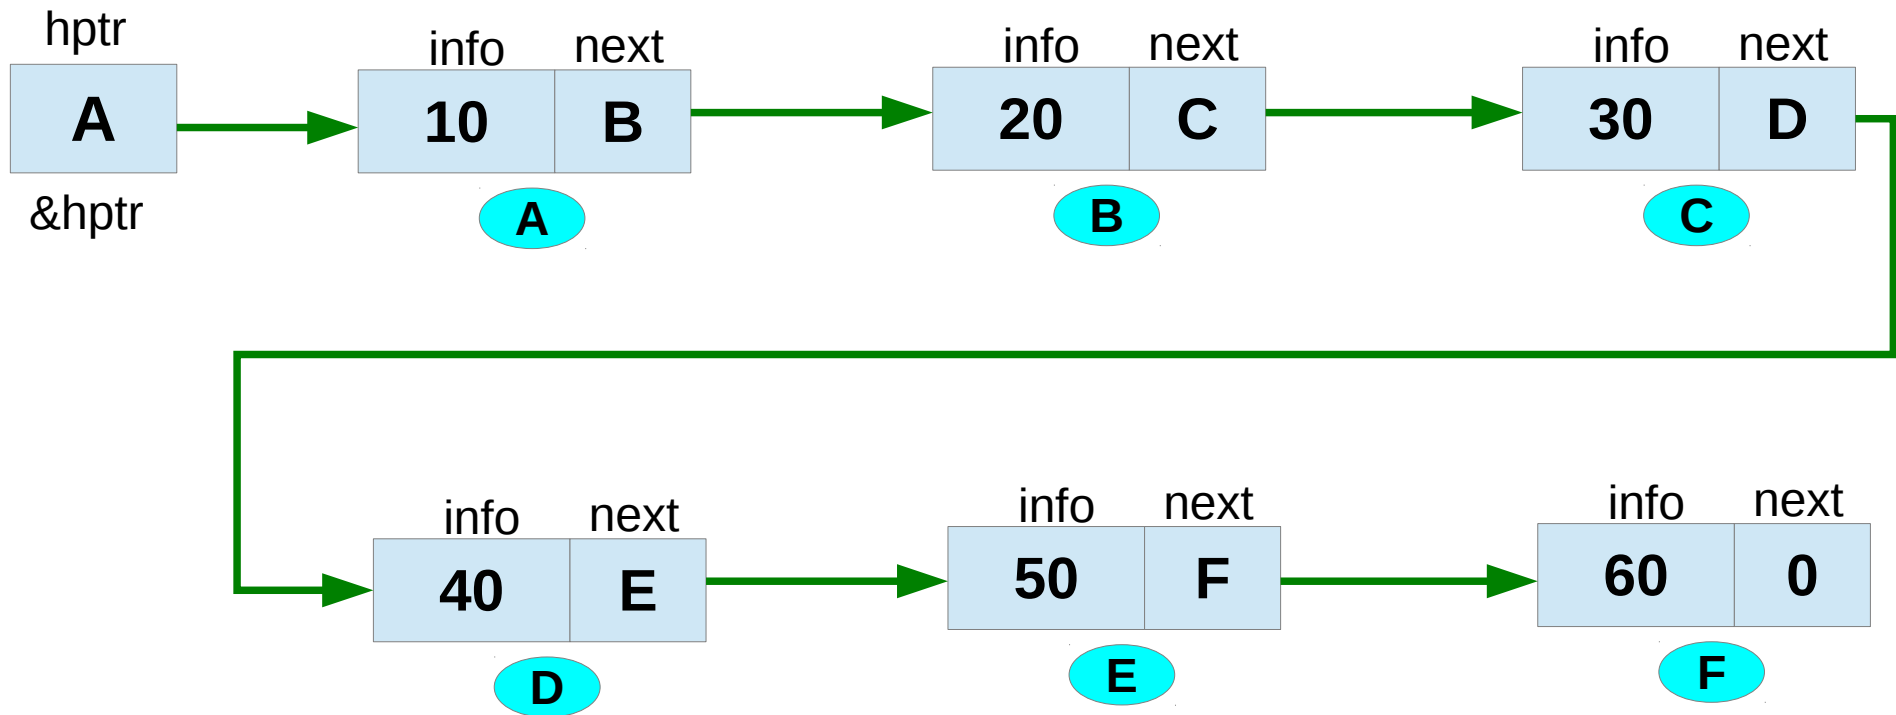 hptr
info next info next info next
A 10 B 20 C 30 D
&hptr A B C
info next info next info next
40 E 50 F 60 0
D E F